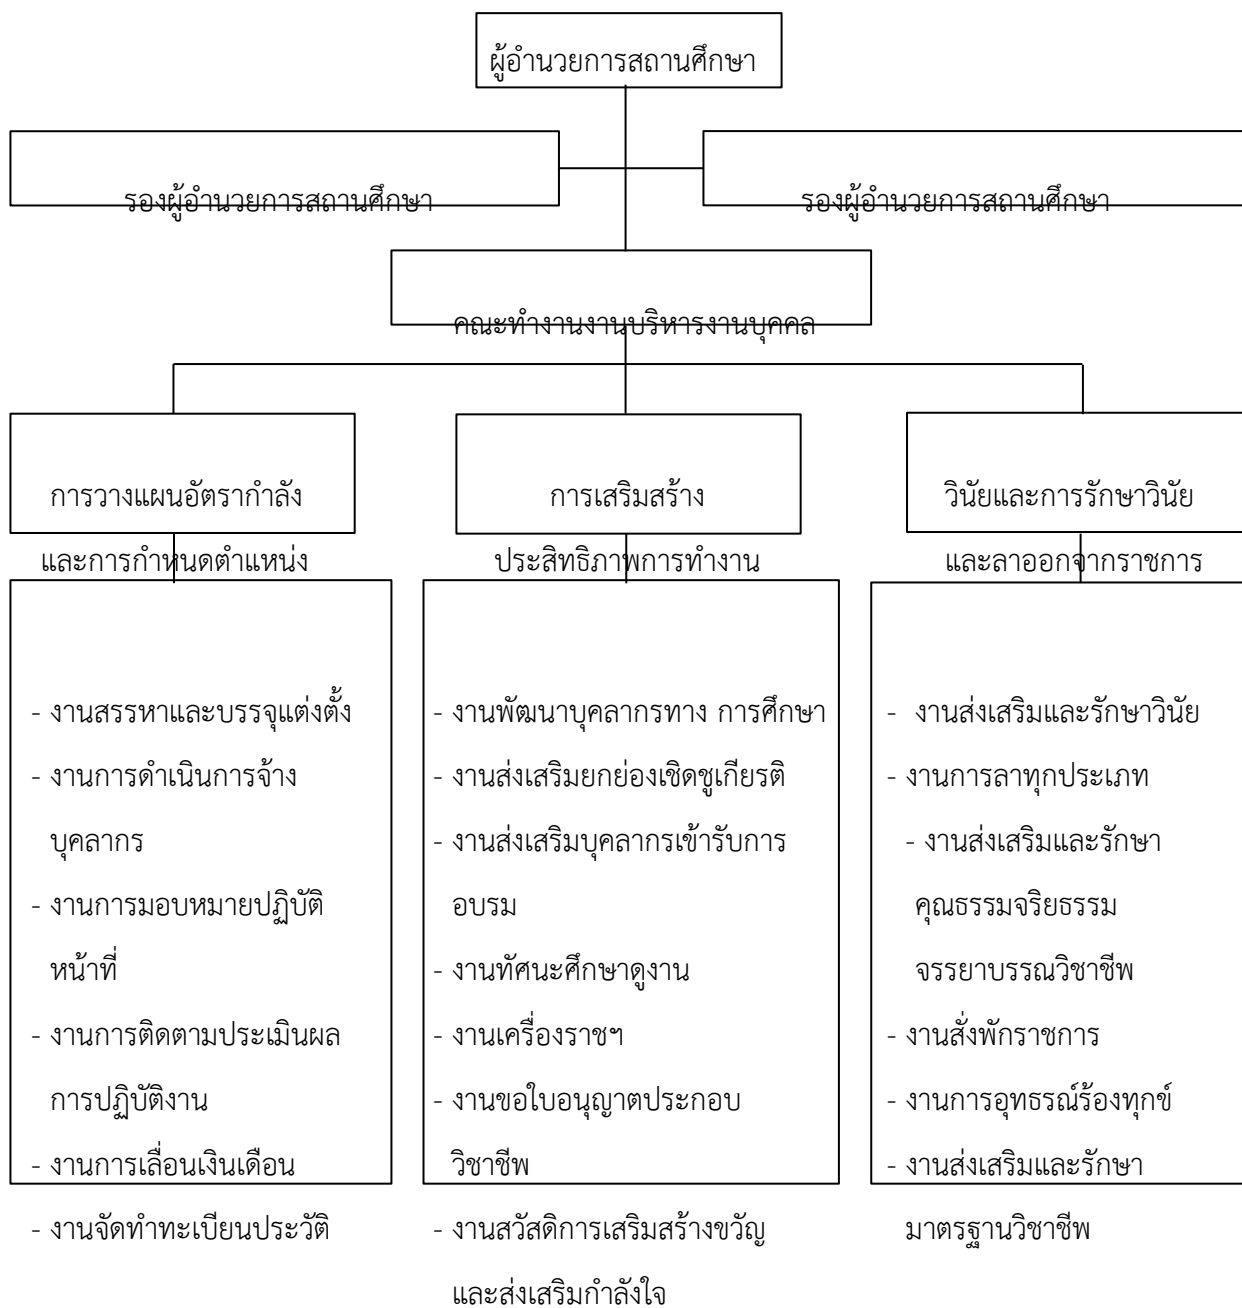 ผู้อำนวยการสถานศึกษา
รองผู้อำนวยการสถานศึกษา
รองผู้อำนวยการสถานศึกษา
คณะทำงานงานบริหารงานบุคคล
การวางแผนอัตรากำลัง
และการกำหนดตำแหน่ง
การเสริมสร้าง
ประสิทธิภาพการทำงาน
วินัยและการรักษาวินัย
และลาออกจากราชการ
- งานสรรหาและบรรจุแต่งตั้ง
- งานการดำเนินการจ้าง
บุคลากร
- งานการมอบหมายปฏิบัติ
หน้าที่
- งานการติดตามประเมินผล
การปฏิบัติงาน
- งานการเลื่อนเงินเดือน
- งานจัดทำทะเบียนประวัติ
- งานพัฒนาบุคลากรทาง การศึกษา
- งานส่งเสริมยกย่องเชิดชูเกียรติ
- งานส่งเสริมบุคลากรเข้ารับการ
อบรม
- งานทัศนะศึกษาดูงาน
- งานเครื่องราชฯ
- งานขอใบอนุญาตประกอบ
วิชาชีพ
- งานสวัสดิการเสริมสร้างขวัญ
และส่งเสริมกำลังใจ
- งานส่งเสริมและรักษาวินัย
- งานการลาทุกประเภท
- งานส่งเสริมและรักษา
คุณธรรมจริยธรรม
จรรยาบรรณวิชาชีพ
- งานสั่งพักราชการ
- งานการอุทธรณ์ร้องทุกข์
- งานส่งเสริมและรักษา
มาตรฐานวิชาชีพ